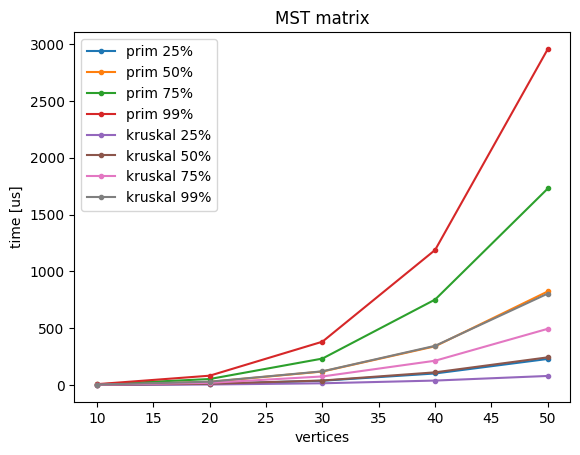 MST matrix
3000
2500
2000
1500
1000
500
0
time [us]
prim 25%
prim 50%
prim 75%
prim 99%
kruskal 25%
kruskal 50%
kruskal 75%
kruskal 99%
10 15 20 25 30 35 40 45 50
vertices